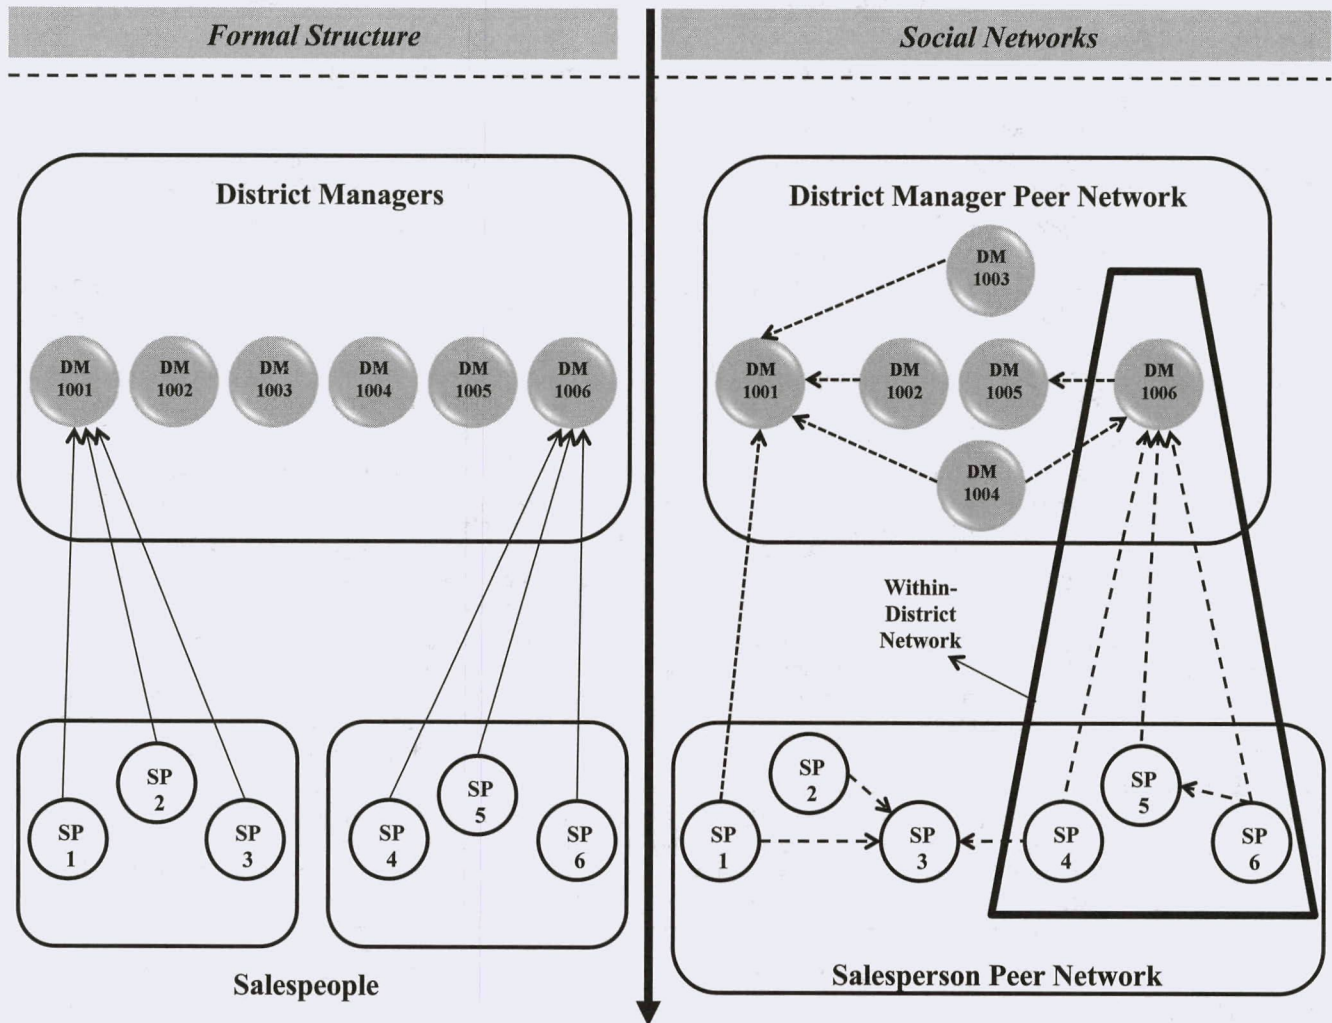 Formal Structure
Social Networks
District Managers
DM
1001
DM
1002
DM
1003
DM
1004
DM
1005
DM
1006
SP
1
SP
2
SP
3
SP
4
SP
5
SP
6
Salespeople
District Manager Peer Network
DM
1003
DM
1001
DM
1002
DM
1005
DM
1006
DM
1004
Within-
District
Network
SP
1
SP
2
SP
3
SP
4
SP
5
SP
6
Salesperson Peer Network